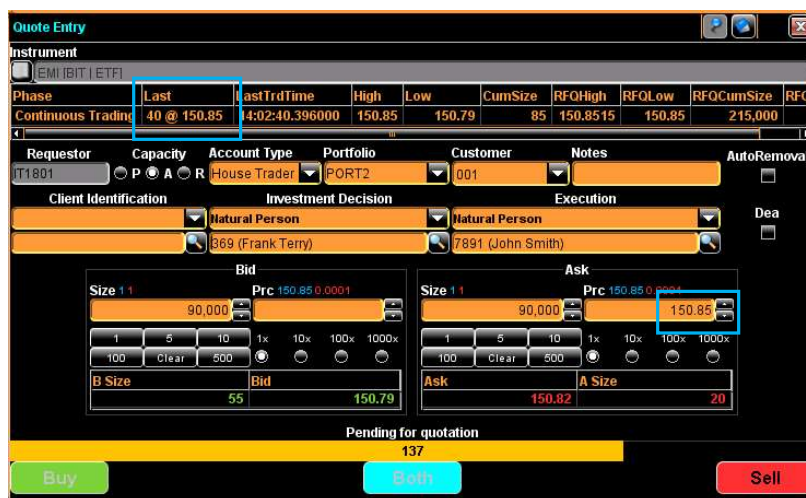 Quote Entry
Instrument
EMI [BIT | ETF]
Phase Last LastTrdTime High Low CumSize RFQHigh RFQLow RFQCumSize RFQ
Continuous Trading 40 @ 150.85 14:02:40.396000 150.85 150.79 85 150.8515 150.85 215,000
Requestor Capacity Account Type Portfolio Customer Notes AutoRemova
IT1801 P A R House Trader PORT2 001
Client Identification Investment Decision Execution Dea
Natural Person Natural Person
369 (Frank Terry) 7891 (John Smith)
Bid Ask
Size 1 1 Prc 150.85 0.0001 Size 1 1 Prc 150.85 0.0001
90,000 90,000 150.85
1 5 10 1x 10x 100x 1000x 1 5 10 1x 10x 100x 1000x
100 Clear 500 100 Clear 500
B Size Bid Ask A Size
55 150.79 150.82 20
Pending for quotation
137
Buy Both Sell